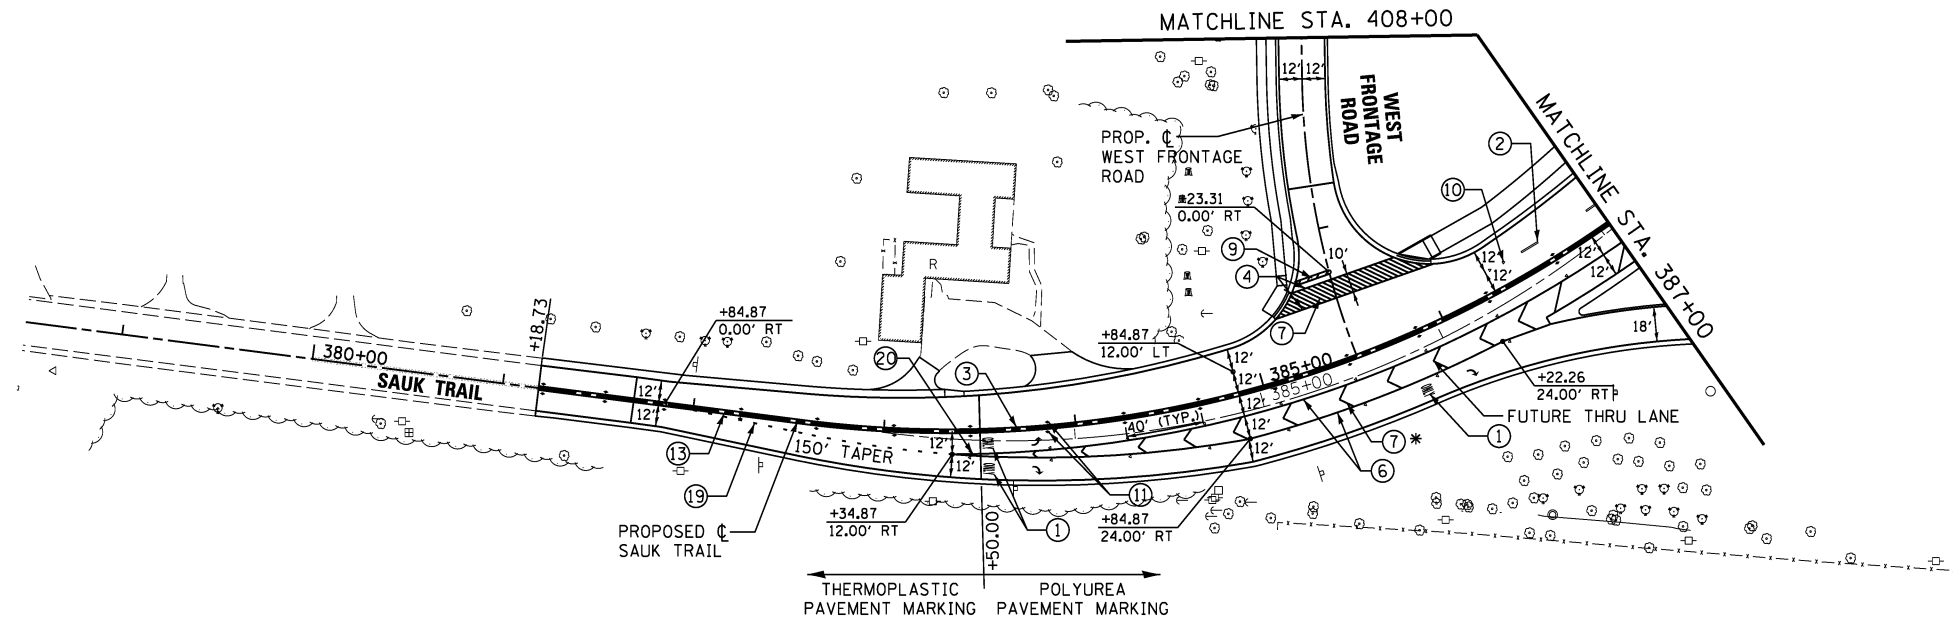 MATCHLINE STA. 408+00
12' 12'
WEST
FRONTAGE
ROAD
MATCHLINE STA. 387+00
PROP. ℄
WEST FRONTAGE
ROAD
2
10
23.31
0.00' RT
9
4
10'
12'
12'
12'
12'
7
18'
R
+18.73
+84.87
0.00' RT
380+00
SAUK TRAIL
12'
12'
20
3
+84.87
12.00' LT
12'
12'
385+00
385+00
+22.26
24.00' RT
FUTURE THRU LANE
40' (TYP.)
12'
12'
12'
12'
13
150' TAPER
19
7 *
1
6
11
1
+34.87
12.00' RT
+84.87
24.00' RT
PROPOSED ℄
SAUK TRAIL
+50.00
THERMOPLASTIC
PAVEMENT MARKING
POLYUREA
PAVEMENT MARKING